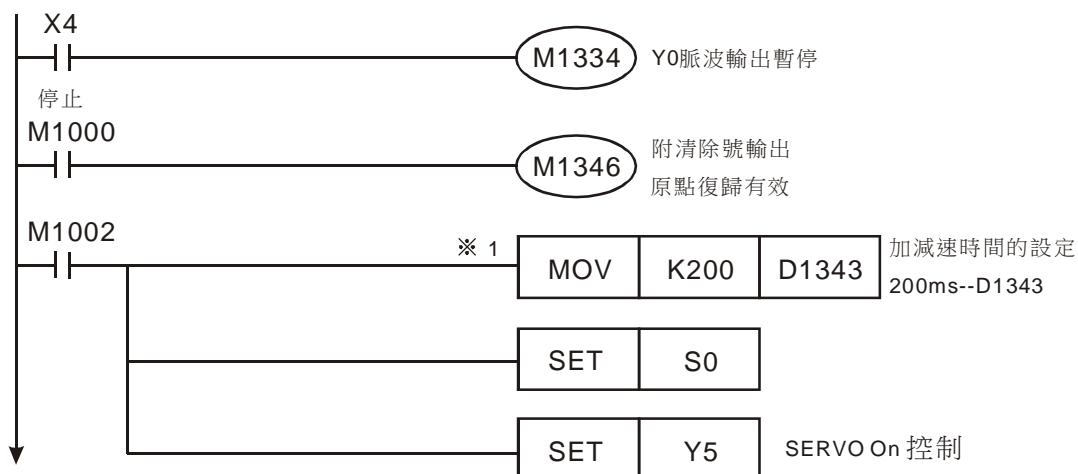 X4
M1334 Y0脈波輸出暫停
停止
M1000
M1346 附清除號輸出
原點復歸有效
M1002
※ 1 MOV K200 D1343 加減速時間的設定
200ms--D1343
SET S0
SET Y5 SERVO On 控制